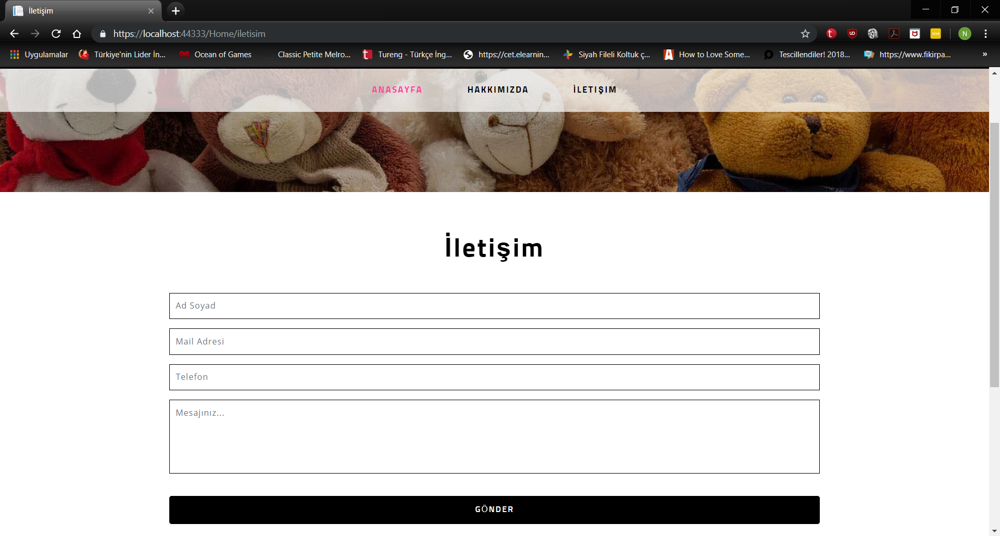 İletişim
https://localhost:44333/Home/iletisim
N
Uygulamalar
Türkiye'nin Lider İn...
Ocean of Games
Classic Petite Melro...
Tureng - Türkçe İng...
https://cet.elearnin...
Siyah Fileli Koltuk ç...
How to Love Some...
Tescillendiler! 2018...
https://www.fikirpa...
»
ANASAYFA HAKKIMIZDA İLETIŞIM
İletişim
Ad Soyad
Mail Adresi
Telefon
Mesajınız...
GÖNDER